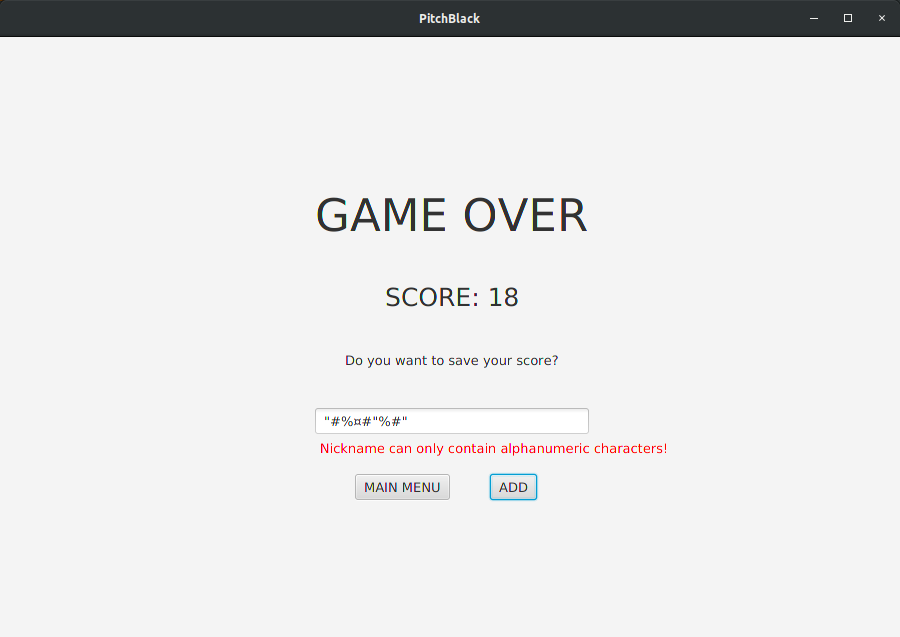 PitchBlack
GAME OVER
SCORE: 18
Do you want to save your score?
"#%¤#"%#"
Nickname can only contain alphanumeric characters!
MAIN MENU
ADD